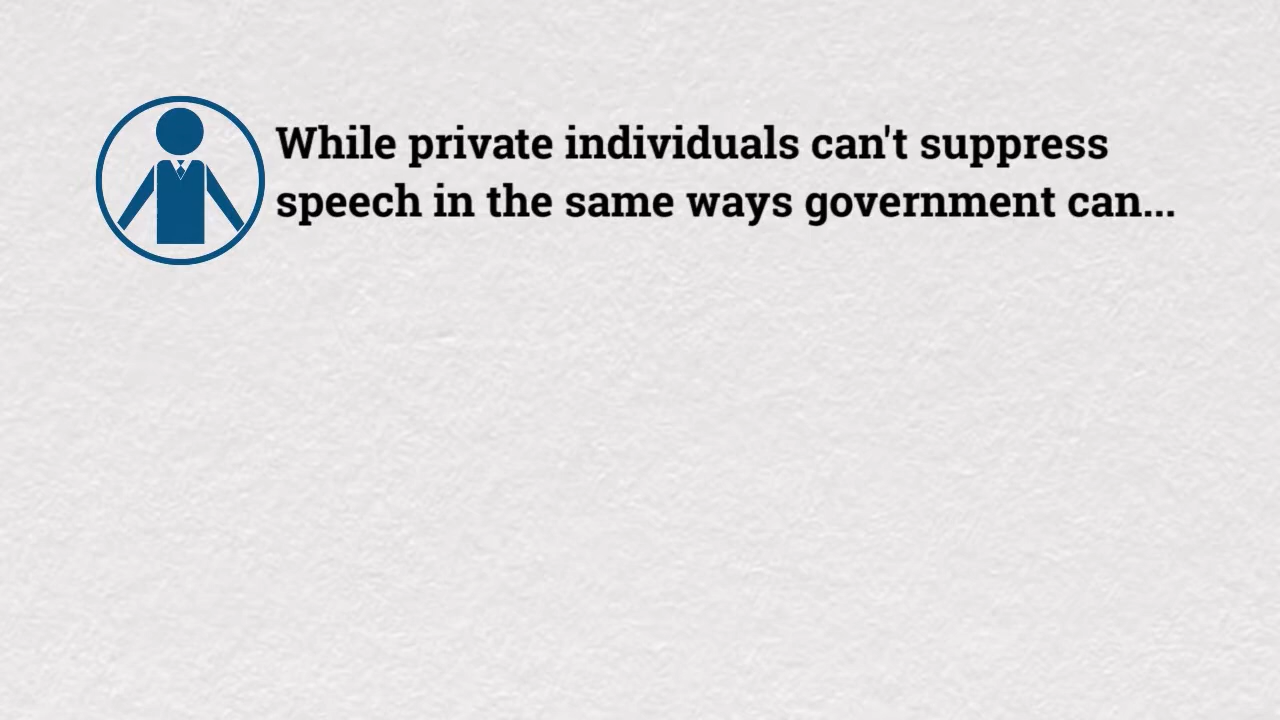 While private individuals can't suppress
speech in the same ways government can...